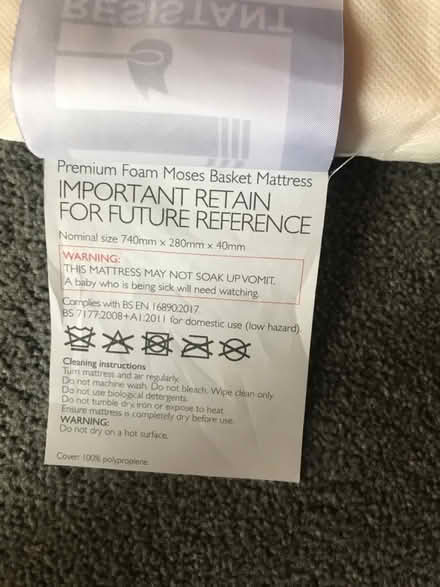 RESISTANT
Premium Foam Moses Basket Mattress
IMPORTANT RETAIN
FOR FUTURE REFERENCE
Nominal size 740mm x 280mm x 40mm
WARNING:
THIS MATTRESS MAY NOT SOAK UP VOMIT.
A baby who is being sick will need watching.
Complies with BS EN 16890:2017.
BS 7177:2008+A1:2011 for domestic use (low hazard).
Cleaning instructions
Turn mattress and air regularly.
Do not machine wash. Do not bleach. Wipe clean only.
Do not use biological detergents.
Do not tumble dry, iron or expose to heat.
Ensure mattress is completely dry before use.
WARNING:
Do not dry on a hot surface.
Cover: 100% polypropylene.